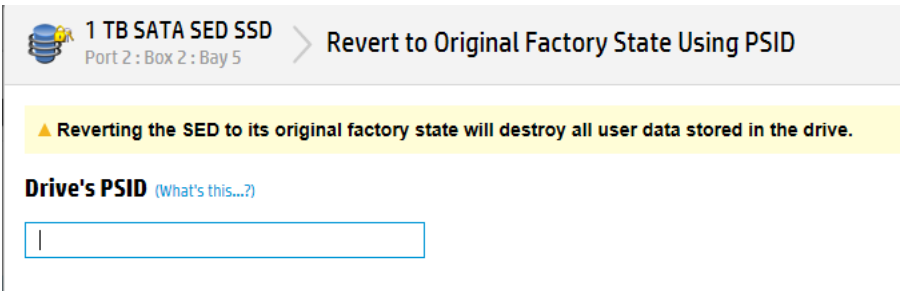 1 TB SATA SED SSD
Port 2 : Box 2 : Bay 5
Revert to Original Factory State Using PSID
Reverting the SED to its original factory state will destroy all user data stored in the drive.
Drive's PSID (What's this...?)